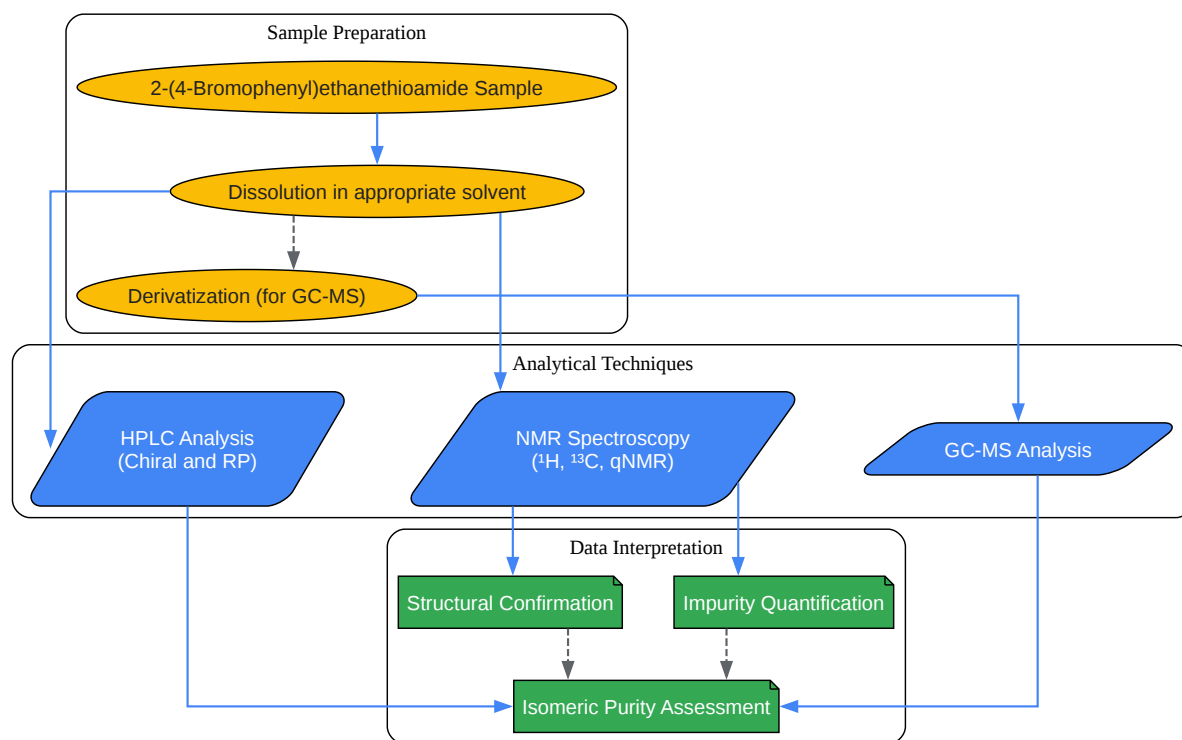 Sample Preparation
2-(4-Bromophenyl)ethanethioamide Sample
Dissolution in appropriate solvent
Derivatization (for GC-MS)
Analytical Techniques
HPLC Analysis
(Chiral and RP)
NMR Spectroscopy
(¹H, ¹³C, qNMR)
GC-MS Analysis
Data Interpretation
Structural Confirmation
Impurity Quantification
Isomeric Purity Assessment